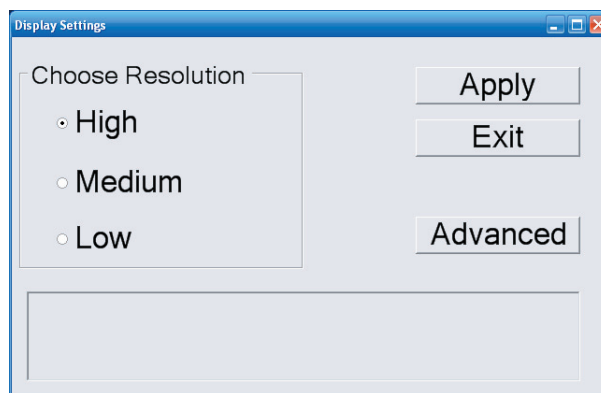 Display Settings
Choose Resolution
High
Medium
Low
Apply
Exit
Advanced